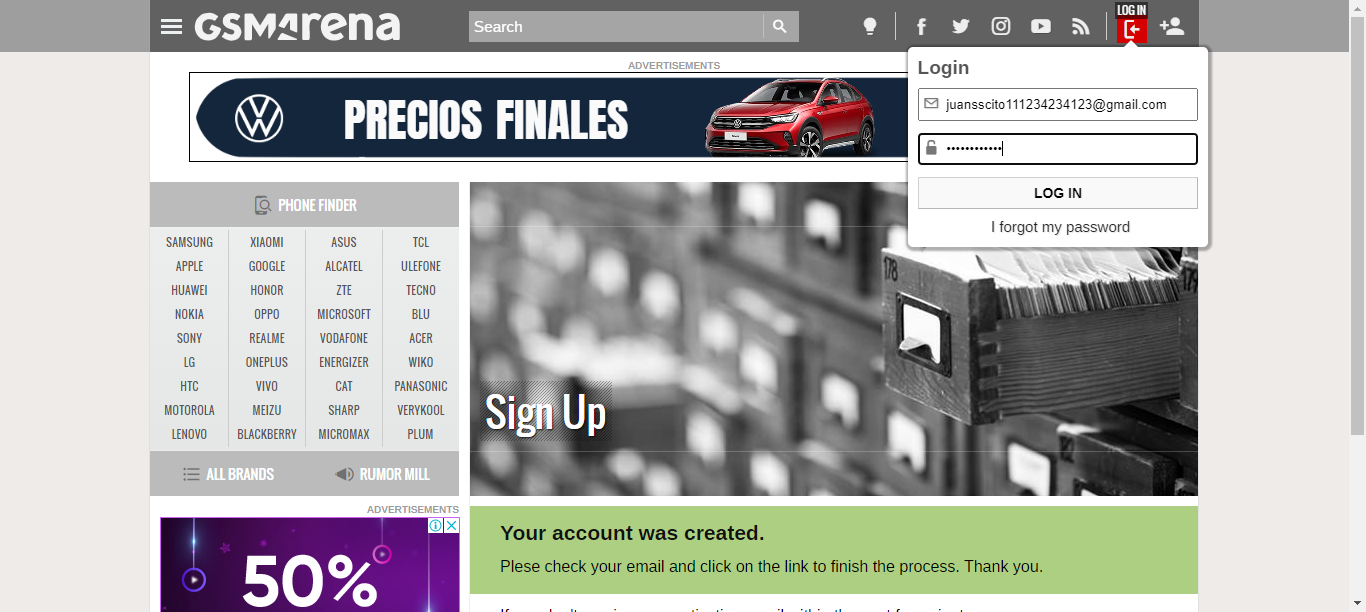 GSMArena
Search
LOG IN
ADVERTISEMENTS
PRECIOS FINALES
Login
juansscito111234234123@gmail.com
••••••••••••
LOG IN
I forgot my password
PHONE FINDER
SAMSUNG XIAOMI ASUS TCL
APPLE GOOGLE ALCATEL ULEFONE
HUAWEI HONOR ZTE TECNO
NOKIA OPPO MICROSOFT BLU
SONY REALME VODAFONE ACER
LG ONEPLUS ENERGIZER WIKO
HTC VIVO CAT PANASONIC
MOTOROLA MEIZU SHARP VERYKOOL
LENOVO BLACKBERRY MICROMAX PLUM
ALL BRANDS RUMOR MILL
178
Sign Up
ADVERTISEMENTS
50%
Your account was created.
Plese check your email and click on the link to finish the process. Thank you.